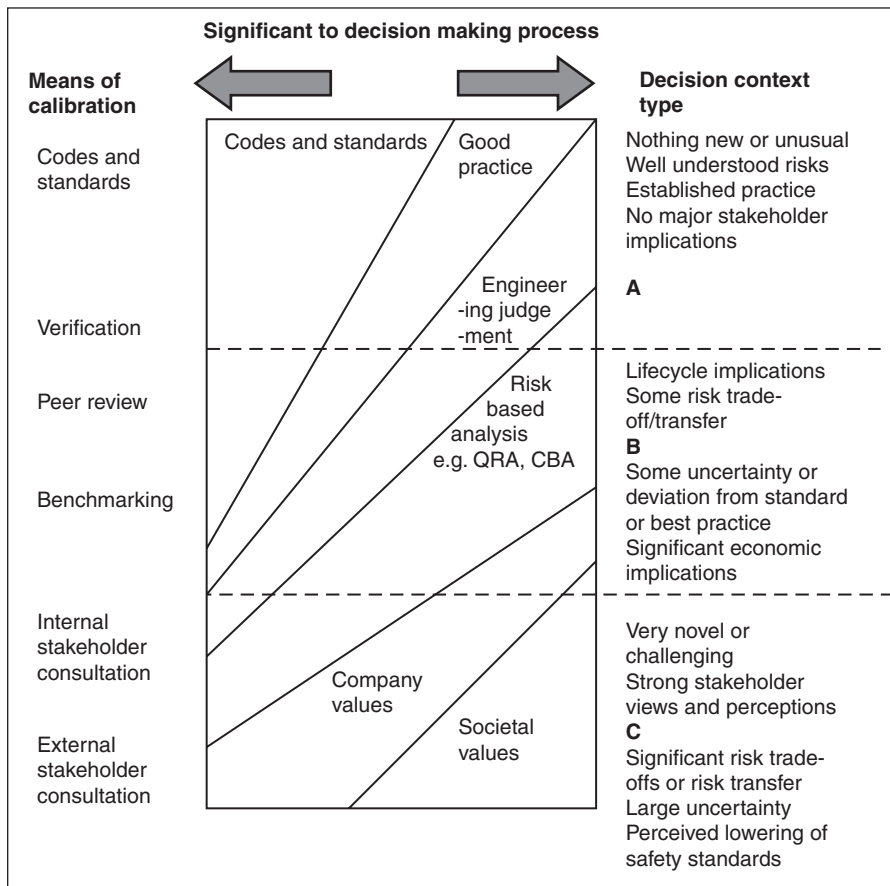 Significant to decision making process
Means of
calibration
Decision context
type
Codes and
standards
Verification
Peer review
Benchmarking
Internal
stakeholder
consultation
External
stakeholder
consultation
Codes and standards
Good
practice
Engineer
-ing judge
-ment
Risk
based
analysis
e.g. QRA, CBA
Company
values
Societal
values
Nothing new or unusual
Well understood risks
Established practice
No major stakeholder
implications
A
Lifecycle implications
Some risk trade-
off/transfer
B
Some uncertainty or
deviation from standard
or best practice
Significant economic
implications
Very novel or
challenging
Strong stakeholder
views and perceptions
C
Significant risk trade-
offs or risk transfer
Large uncertainty
Perceived lowering of
safety standards